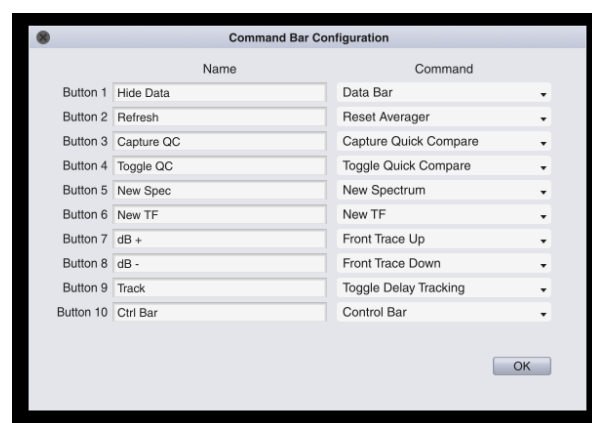 Command Bar Configuration
Name Command
Button 1 Hide Data Data Bar
Button 2 Refresh Reset Averager
Button 3 Capture QC Capture Quick Compare
Button 4 Toggle QC Toggle Quick Compare
Button 5 New Spec New Spectrum
Button 6 New TF New TF
Button 7 dB + Front Trace Up
Button 8 dB - Front Trace Down
Button 9 Track Toggle Delay Tracking
Button 10 Ctrl Bar Control Bar
OK